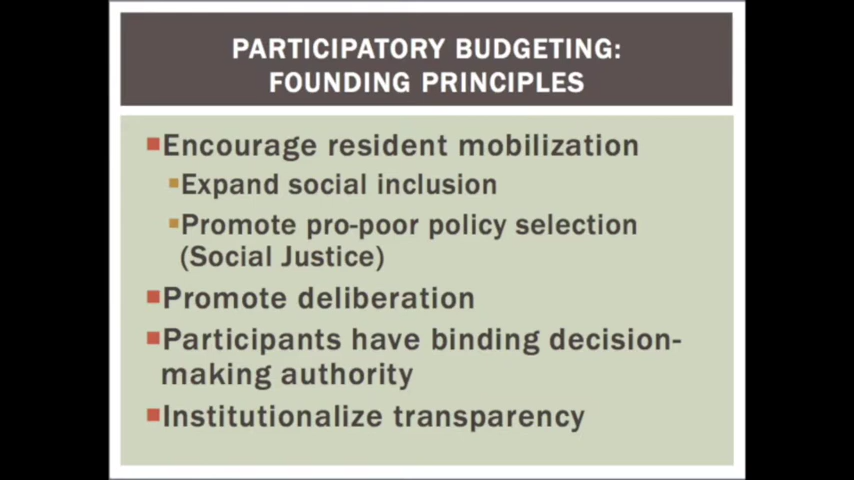 PARTICIPATORY BUDGETING:
FOUNDING PRINCIPLES
Encourage resident mobilization
Expand social inclusion
Promote pro-poor policy selection
(Social Justice)
Promote deliberation
Participants have binding decision-
making authority
Institutionalize transparency